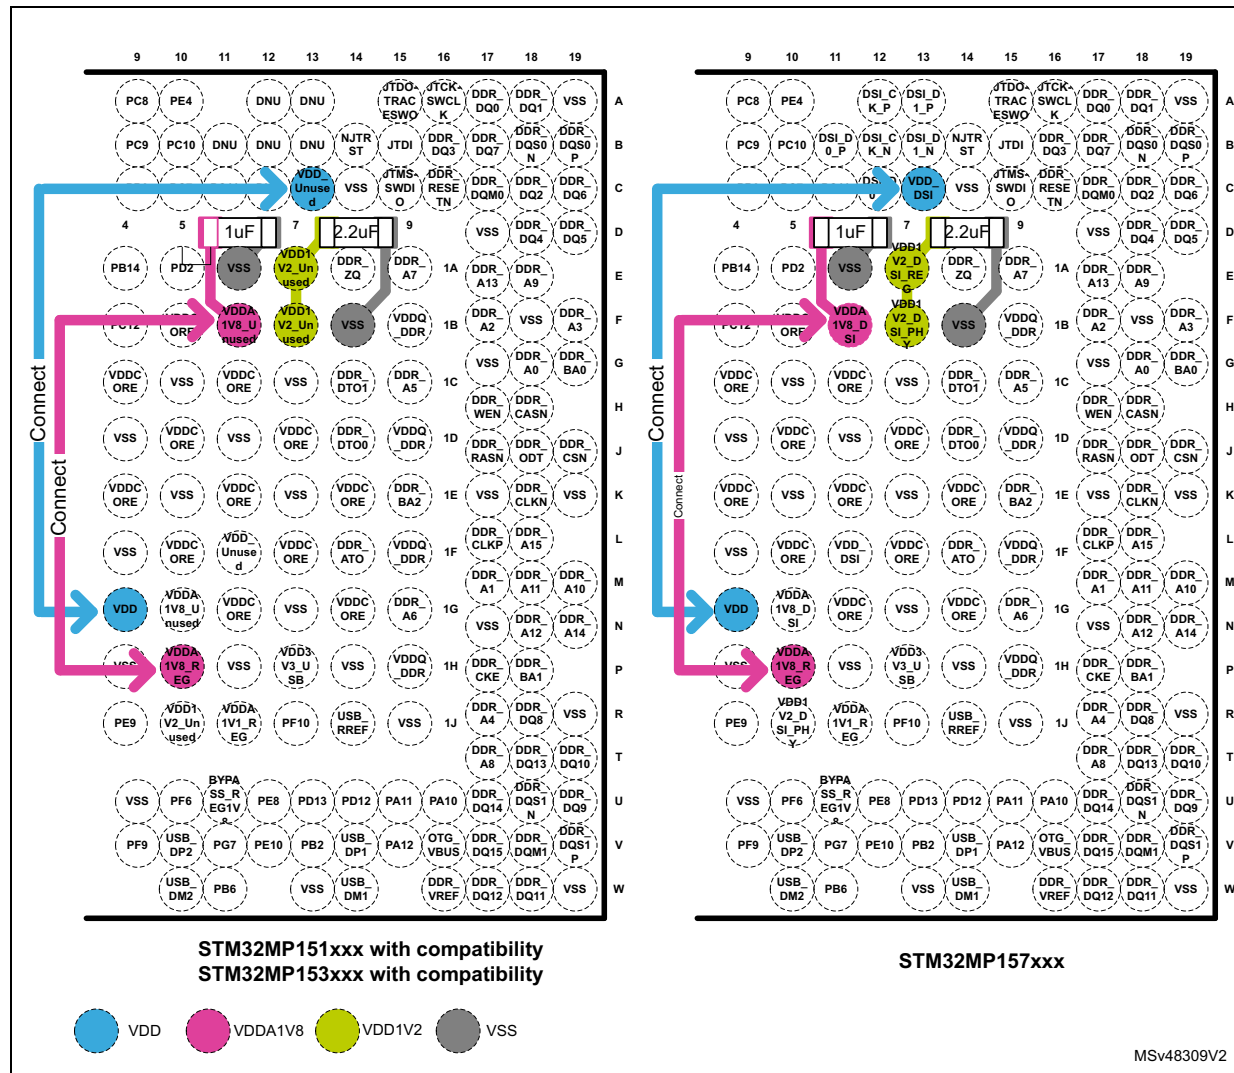 9 10 11 12 13 14 15 16 17 18 19
PC8 PE4 DNU DNU JTDO-TRACESWO JTCK-SWCLK DDR_DQ0 DDR_DQ1 VSS A
PC9 PC10 DNU DNU DNU NJTRST JTDI DDR_DQ3 DDR_DQ7 DDR_DQS0N DDR_DQS0P B
VDD_Unused VSS JTMS-SWDIO DDR_RESETN DDR_DQM0 DDR_DQ2 DDR_DQ6 C
4 5 1uF 7 2.2uF 9 VSS DDR_DQ4 DDR_DQ5 D
PB14 PD2 VSS VDD1V2_Unused DDR_ZQ DDR_A7 1A DDR_A13 DDR_A9 E
PC12 VDDCORE VDDA1V8_Unused VDD1V2_Unused VSS VDDQ_DDR 1B DDR_A2 VSS DDR_A3 F
VSS DDR_A0 DDR_BA0 G
VDDCORE VSS VDDCORE VSS DDR_DTO1 DDR_A5 1C
DDR_WEN DDR_CASN H
VSS VDDCORE VSS VDDCORE DDR_DTO0 VDDQ_DDR 1D DDR_RASN DDR_ODT DDR_CSN J
VDDCORE VSS VDDCORE VSS VDDCORE DDR_BA2 1E VSS DDR_CLKN VSS K
VSS VDDCORE VDD_Unused VDDCORE DDR_ATO VDDQ_DDR 1F DDR_CLKP DDR_A15 L
DDR_A1 DDR_A11 DDR_A10 M
VDD VDDA1V8_Unused VDDCORE VSS VDDCORE DDR_A6 1G VSS DDR_A12 DDR_A14 N
VSS VDDA1V8_REG VSS VDD3V3_USB VSS VDDQ_DDR 1H DDR_CKE DDR_BA1 P
PE9 VDD1V2_Unused VDDA1V1_REG PF10 USB_RREF VSS 1J DDR_A4 DDR_DQ8 VSS R
DDR_A8 DDR_DQ13 DDR_DQ10 T
VSS PF6 BYPASS_REG1V8 PE8 PD13 PD12 PA11 PA10 DDR_DQ14 DDR_DQS1N DDR_DQ9 U
PF9 USB_DP2 PG7 PE10 PB2 USB_DP1 PA12 OTG_VBUS DDR_DQ15 DDR_DQM1 DDR_DQS1P V
USB_DM2 PB6 VSS USB_DM1 DDR_VREF DDR_DQ12 DDR_DQ11 VSS W
Connect
Connect
STM32MP151xxx with compatibility
STM32MP153xxx with compatibility
9 10 11 12 13 14 15 16 17 18 19
PC8 PE4 DSI_CK_P DSI_D1_P JTDO-TRACESWO JTCK-SWCLK DDR_DQ0 DDR_DQ1 VSS A
PC9 PC10 DSI_D0_P DSI_CK_N DSI_D1_N NJTRST JTDI DDR_DQ3 DDR_DQ7 DDR_DQS0N DDR_DQS0P B
VDD_DSI VSS JTMS-SWDIO DDR_RESETN DDR_DQM0 DDR_DQ2 DDR_DQ6 C
4 5 1uF 7 2.2uF 9 VSS DDR_DQ4 DDR_DQ5 D
PB14 PD2 VSS VDD1V2_DSI_REG DDR_ZQ DDR_A7 1A DDR_A13 DDR_A9 E
PC12 VDDCORE VDDA1V8_DSI VDD1V2_DSI_PHY VSS VDDQ_DDR 1B DDR_A2 VSS DDR_A3 F
VSS DDR_A0 DDR_BA0 G
VDDCORE VSS VDDCORE VSS DDR_DTO1 DDR_A5 1C
DDR_WEN DDR_CASN H
VSS VDDCORE VSS VDDCORE DDR_DTO0 VDDQ_DDR 1D DDR_RASN DDR_ODT DDR_CSN J
VDDCORE VSS VDDCORE VSS VDDCORE DDR_BA2 1E VSS DDR_CLKN VSS K
VSS VDDCORE VDD_DSI VDDCORE DDR_ATO VDDQ_DDR 1F DDR_CLKP DDR_A15 L
DDR_A1 DDR_A11 DDR_A10 M
VDD VDDA1V8_DSI VDDCORE VSS VDDCORE DDR_A6 1G VSS DDR_A12 DDR_A14 N
VSS VDDA1V8_REG VSS VDD3V3_USB VSS VDDQ_DDR 1H DDR_CKE DDR_BA1 P
PE9 VDD1V2_DSI_PHY VDDA1V1_REG PF10 USB_RREF VSS 1J DDR_A4 DDR_DQ8 VSS R
DDR_A8 DDR_DQ13 DDR_DQ10 T
VSS PF6 BYPASS_REG1V8 PE8 PD13 PD12 PA11 PA10 DDR_DQ14 DDR_DQS1N DDR_DQ9 U
PF9 USB_DP2 PG7 PE10 PB2 USB_DP1 PA12 OTG_VBUS DDR_DQ15 DDR_DQM1 DDR_DQS1P V
USB_DM2 PB6 VSS USB_DM1 DDR_VREF DDR_DQ12 DDR_DQ11 VSS W
Connect
Connect
STM32MP157xxx
VDD VDDA1V8 VDD1V2 VSS
MSv48309V2